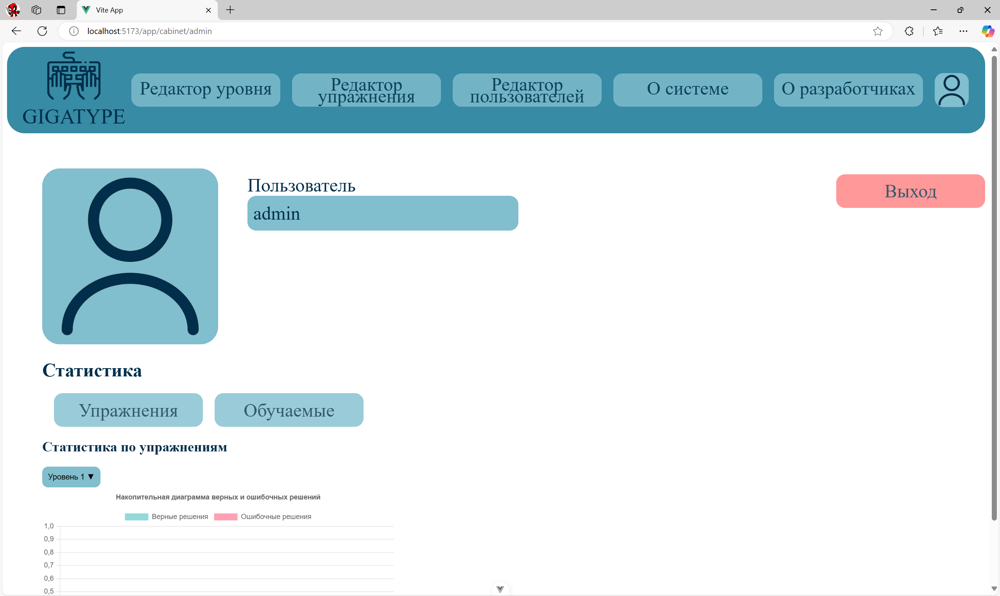 Vite App
localhost:5173/app/cabinet/admin
GIGATYPE
Редактор уровня
Редактор
упражнения
Редактор
пользователей
О системе
О разработчиках
Пользователь
admin
Выход
Статистика
Упражнения
Обучаемые
Статистика по упражнениям
Уровень 1 ▼
Накопительная диаграмма верных и ошибочных решений
Верные решения
Ошибочные решения
1,0
0,9
0,8
0,7
0,6
0,5